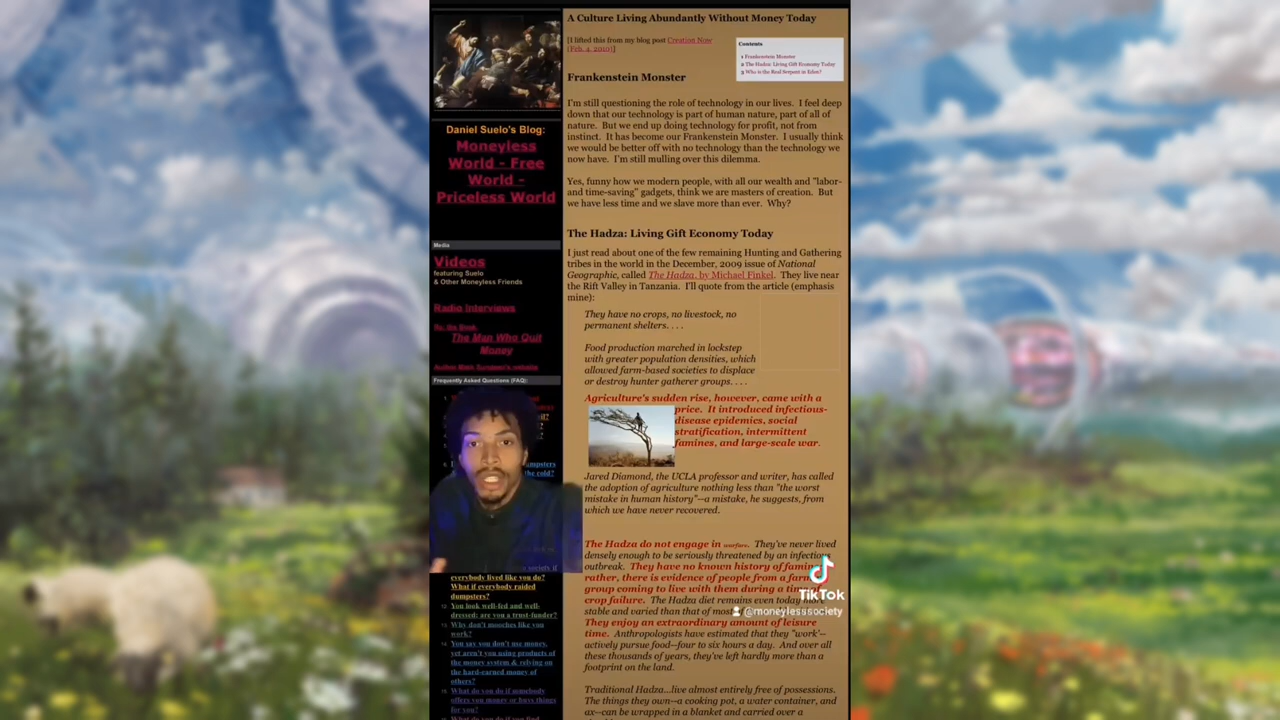 A Culture Living Abundantly Without Money Today
[I lifted this from my blog post Creation Now
(Feb. 4, 2010)]
Contents
1 Frankenstein Monster
2 The Hadza: Living Gift Economy Today
3 Who is the Real Serpent in Eden?
Frankenstein Monster
I'm still questioning the role of technology in our lives. I feel deep
down that our technology is part of human nature, part of all of
nature. But we end up doing technology for profit, not from
instinct. It has become our Frankenstein Monster. I usually think
we would be better off with no technology than the technology we
now have. I'm still mulling over this dilemma.
Yes, funny how we modern people, with all our wealth and "labor-
and time-saving" gadgets, think we are masters of creation. But
we have less time and we slave more than ever. Why?
The Hadza: Living Gift Economy Today
I just read about one of the few remaining Hunting and Gathering
tribes in the world in the December, 2009 issue of National
Geographic, called The Hadza, by Michael Finkel. They live near
the Rift Valley in Tanzania. I'll quote from the article (emphasis
mine):
They have no crops, no livestock, no
permanent shelters. . . .
Food production marched in lockstep
with greater population densities, which
allowed farm-based societies to displace
or destroy hunter gatherer groups. . . .
Agriculture's sudden rise, however, came with a
price. It introduced infectious-
disease epidemics, social
stratification, intermittent
famines, and large-scale war.
Jared Diamond, the UCLA professor and writer, has called
the adoption of agriculture nothing less than "the worst
mistake in human history"--a mistake, he suggests, from
which we have never recovered.
The Hadza do not engage in warfare. They've never lived
densely enough to be seriously threatened by an infectious
outbreak. They have no known history of famine
rather, there is evidence of people from a farm
group coming to live with them during a time of
crop failure. The Hadza diet remains even today more
stable and varied than that of most
They enjoy an extraordinary amount of leisure
time. Anthropologists have estimated that they "work"--
actively pursue food--four to six hours a day. And over all
these thousands of years, they've left hardly more than a
footprint on the land.
Traditional Hadza...live almost entirely free of possessions.
The things they own--a cooking pot, a water container, and
ax--can be wrapped in a blanket and carried over a
Daniel Suelo's Blog:
Moneyless
World - Free
World -
Priceless World
Media
Videos
featuring Suelo
& Other Moneyless Friends
Radio Interviews
The Man Who Quit
Money
Frequently Asked Questions (FAQ):
the cold?
society if
everybody lived like you do?
What if everybody raided
dumpsters?
12. You look well-fed and well-
dressed; are you a trust-funder?
13. Why don't mooches like you
work?
14. You say you don't use money,
yet aren't you using products of
the money system & relying on
the hard-earned money of
others?
15. What do you do if somebody
offers you money or buys things
for you?
TikTok
@moneylesssociety